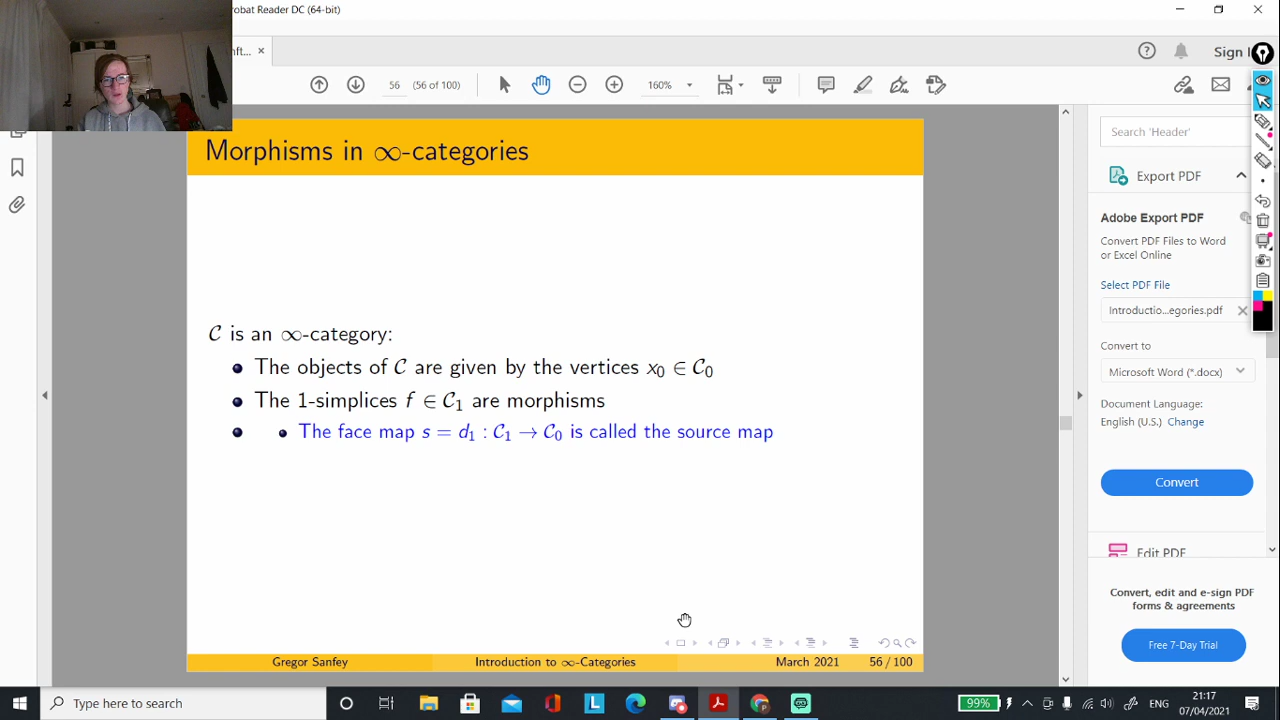 robat Reader DC (64-bit)
nft... ×
Sign I
56 (56 of 100) 160%
Search 'Header'
Export PDF
Adobe Export PDF
Convert PDF Files to Word
or Excel Online
Select PDF File
Introductio...egories.pdf
Convert to
Microsoft Word (*.docx)
Document Language:
English (U.S.) Change
Convert
Edit PDF
Convert, edit and e-sign PDF
forms & agreements
Free 7-Day Trial
Morphisms in ∞-categories
𝒞 is an ∞-category:
The objects of 𝒞 are given by the vertices x₀ ∈ 𝒞₀
The 1-simplices f ∈ 𝒞₁ are morphisms
The face map s = d₁ : 𝒞₁ → 𝒞₀ is called the source map
Gregor Sanfey Introduction to ∞-Categories March 2021 56 / 100
Type here to search
99%
ENG
21:17
07/04/2021